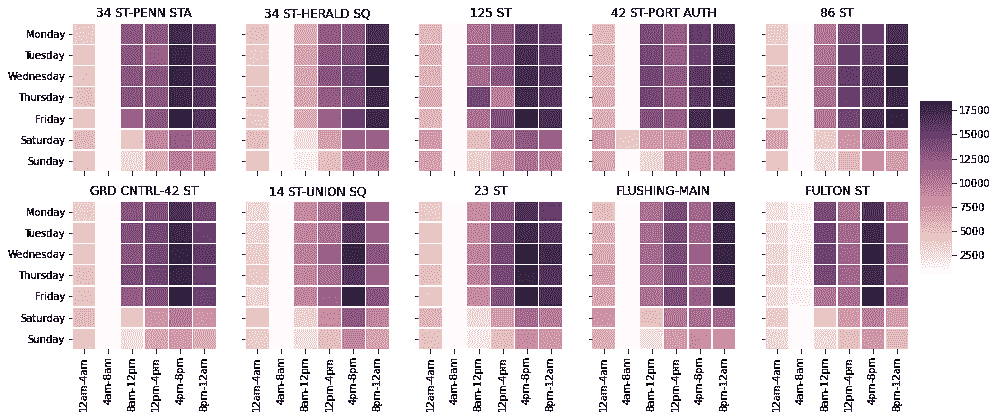 34 ST-PENN STA 34 ST-HERALD SQ 125 ST 42 ST-PORT AUTH 86 ST
Monday
Tuesday
Wednesday
Thursday
Friday
Saturday
Sunday
17500
15000
12500
10000
7500
5000
2500
GRD CNTRL-42 ST 14 ST-UNION SQ 23 ST FLUSHING-MAIN FULTON ST
Monday
Tuesday
Wednesday
Thursday
Friday
Saturday
Sunday
12am-4am 4am-8am 8am-12pm 12pm-4pm 4pm-8pm 8pm-12am 12am-4am 4am-8am 8am-12pm 12pm-4pm 4pm-8pm 8pm-12am 12am-4am 4am-8am 8am-12pm 12pm-4pm 4pm-8pm 8pm-12am 12am-4am 4am-8am 8am-12pm 12pm-4pm 4pm-8pm 8pm-12am 12am-4am 4am-8am 8am-12pm 12pm-4pm 4pm-8pm 8pm-12am